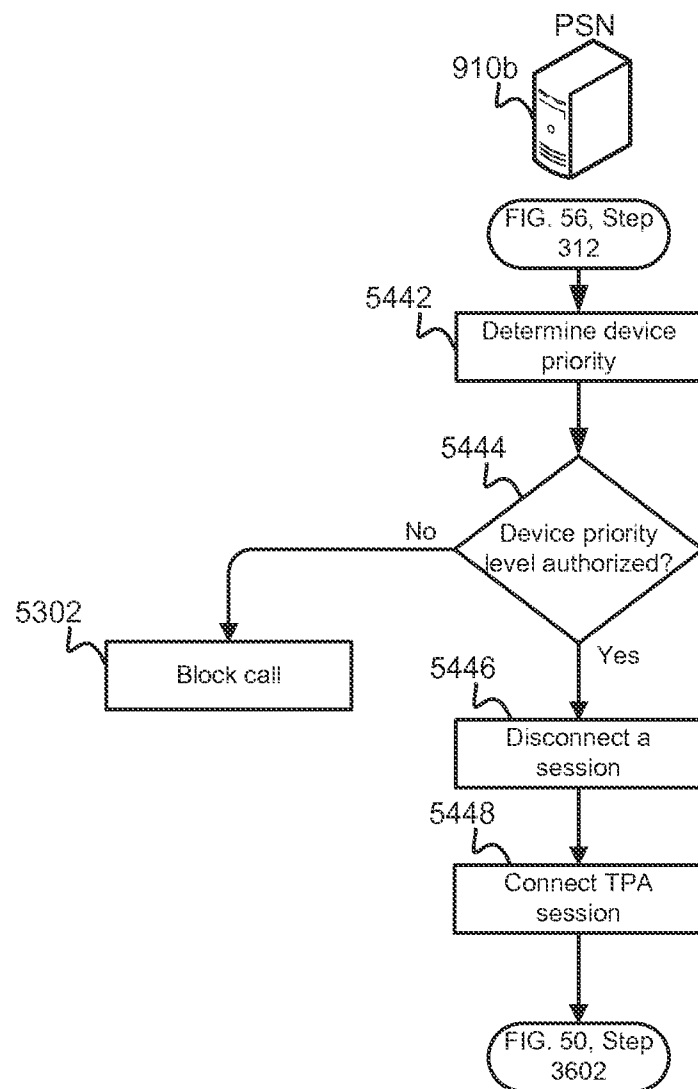 PSN
910b
FIG. 56, Step
312
5442
Determine device
priority
5444
No
Device priority
level authorized?
5302
Block call
Yes
5446
Disconnect a
session
5448
Connect TPA
session
FIG. 50, Step
3602